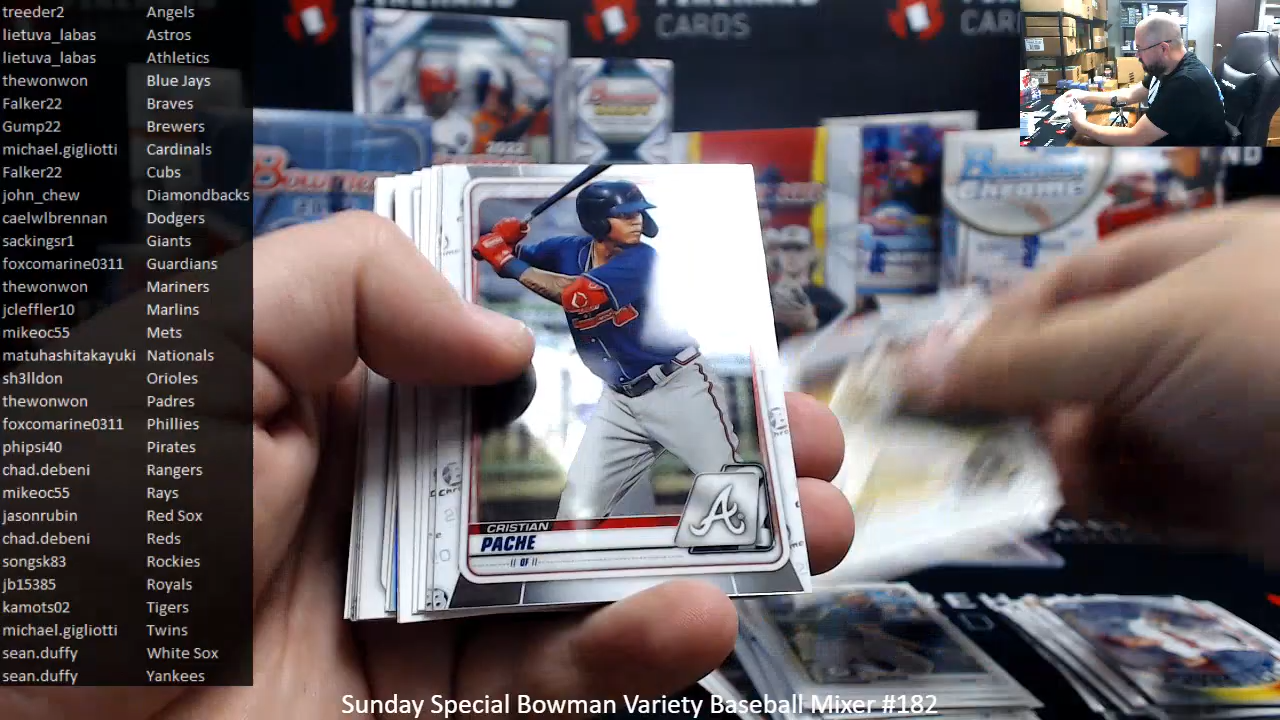 treeder2 Angels
lietuva_labas Astros
lietuva_labas Athletics
thewonwon Blue Jays
Falker22 Braves
Gump22 Brewers
michael.gigliotti Cardinals
Falker22 Cubs
john_chew Diamondbacks
caelwlbrennan Dodgers
sackingsr1 Giants
foxcomarine0311 Guardians
thewonwon Mariners
jcleffler10 Marlins
mikeoc55 Mets
matuhashitakayuki Nationals
sh3lldon Orioles
thewonwon Padres
foxcomarine0311 Phillies
phipsi40 Pirates
chad.debeni Rangers
mikeoc55 Rays
jasonrubin Red Sox
chad.debeni Reds
songsk83 Rockies
jb15385 Royals
kamots02 Tigers
michael.gigliotti Twins
sean.duffy White Sox
sean.duffy Yankees
CARDS
Bowman
2022
Bowman
Chrome
A
CRISTIAN
PACHE
OF
Sunday Special Bowman Variety Baseball Mixer #182